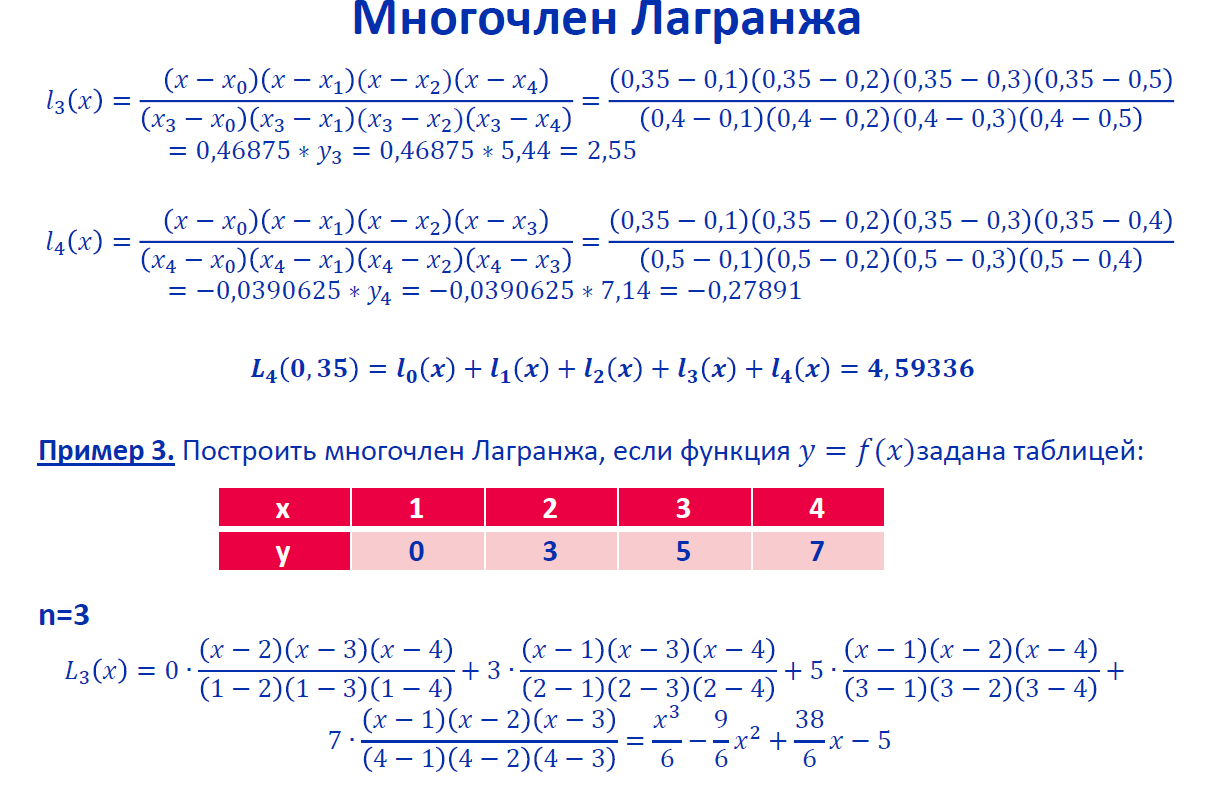 Многочлен Лагранжа
l₃(x) = (x − x₀)(x − x₁)(x − x₂)(x − x₄) / (x₃ − x₀)(x₃ − x₁)(x₃ − x₂)(x₃ − x₄) = (0,35 − 0,1)(0,35 − 0,2)(0,35 − 0,3)(0,35 − 0,5) / (0,4 − 0,1)(0,4 − 0,2)(0,4 − 0,3)(0,4 − 0,5)
= 0,46875 ∗ y₃ = 0,46875 ∗ 5,44 = 2,55
l₄(x) = (x − x₀)(x − x₁)(x − x₂)(x − x₃) / (x₄ − x₀)(x₄ − x₁)(x₄ − x₂)(x₄ − x₃) = (0,35 − 0,1)(0,35 − 0,2)(0,35 − 0,3)(0,35 − 0,4) / (0,5 − 0,1)(0,5 − 0,2)(0,5 − 0,3)(0,5 − 0,4)
= −0,0390625 ∗ y₄ = −0,0390625 ∗ 7,14 = −0,27891
L₄(0,35) = l₀(x) + l₁(x) + l₂(x) + l₃(x) + l₄(x) = 4,59336
Пример 3. Построить многочлен Лагранжа, если функция y = f(x)задана таблицей:
x 1 2 3 4
y 0 3 5 7
n=3
L₃(x) = 0 · (x − 2)(x − 3)(x − 4) / (1 − 2)(1 − 3)(1 − 4) + 3 · (x − 1)(x − 3)(x − 4) / (2 − 1)(2 − 3)(2 − 4) + 5 · (x − 1)(x − 2)(x − 4) / (3 − 1)(3 − 2)(3 − 4) +
7 · (x − 1)(x − 2)(x − 3) / (4 − 1)(4 − 2)(4 − 3) = x³/6 − 9/6 x² + 38/6 x − 5